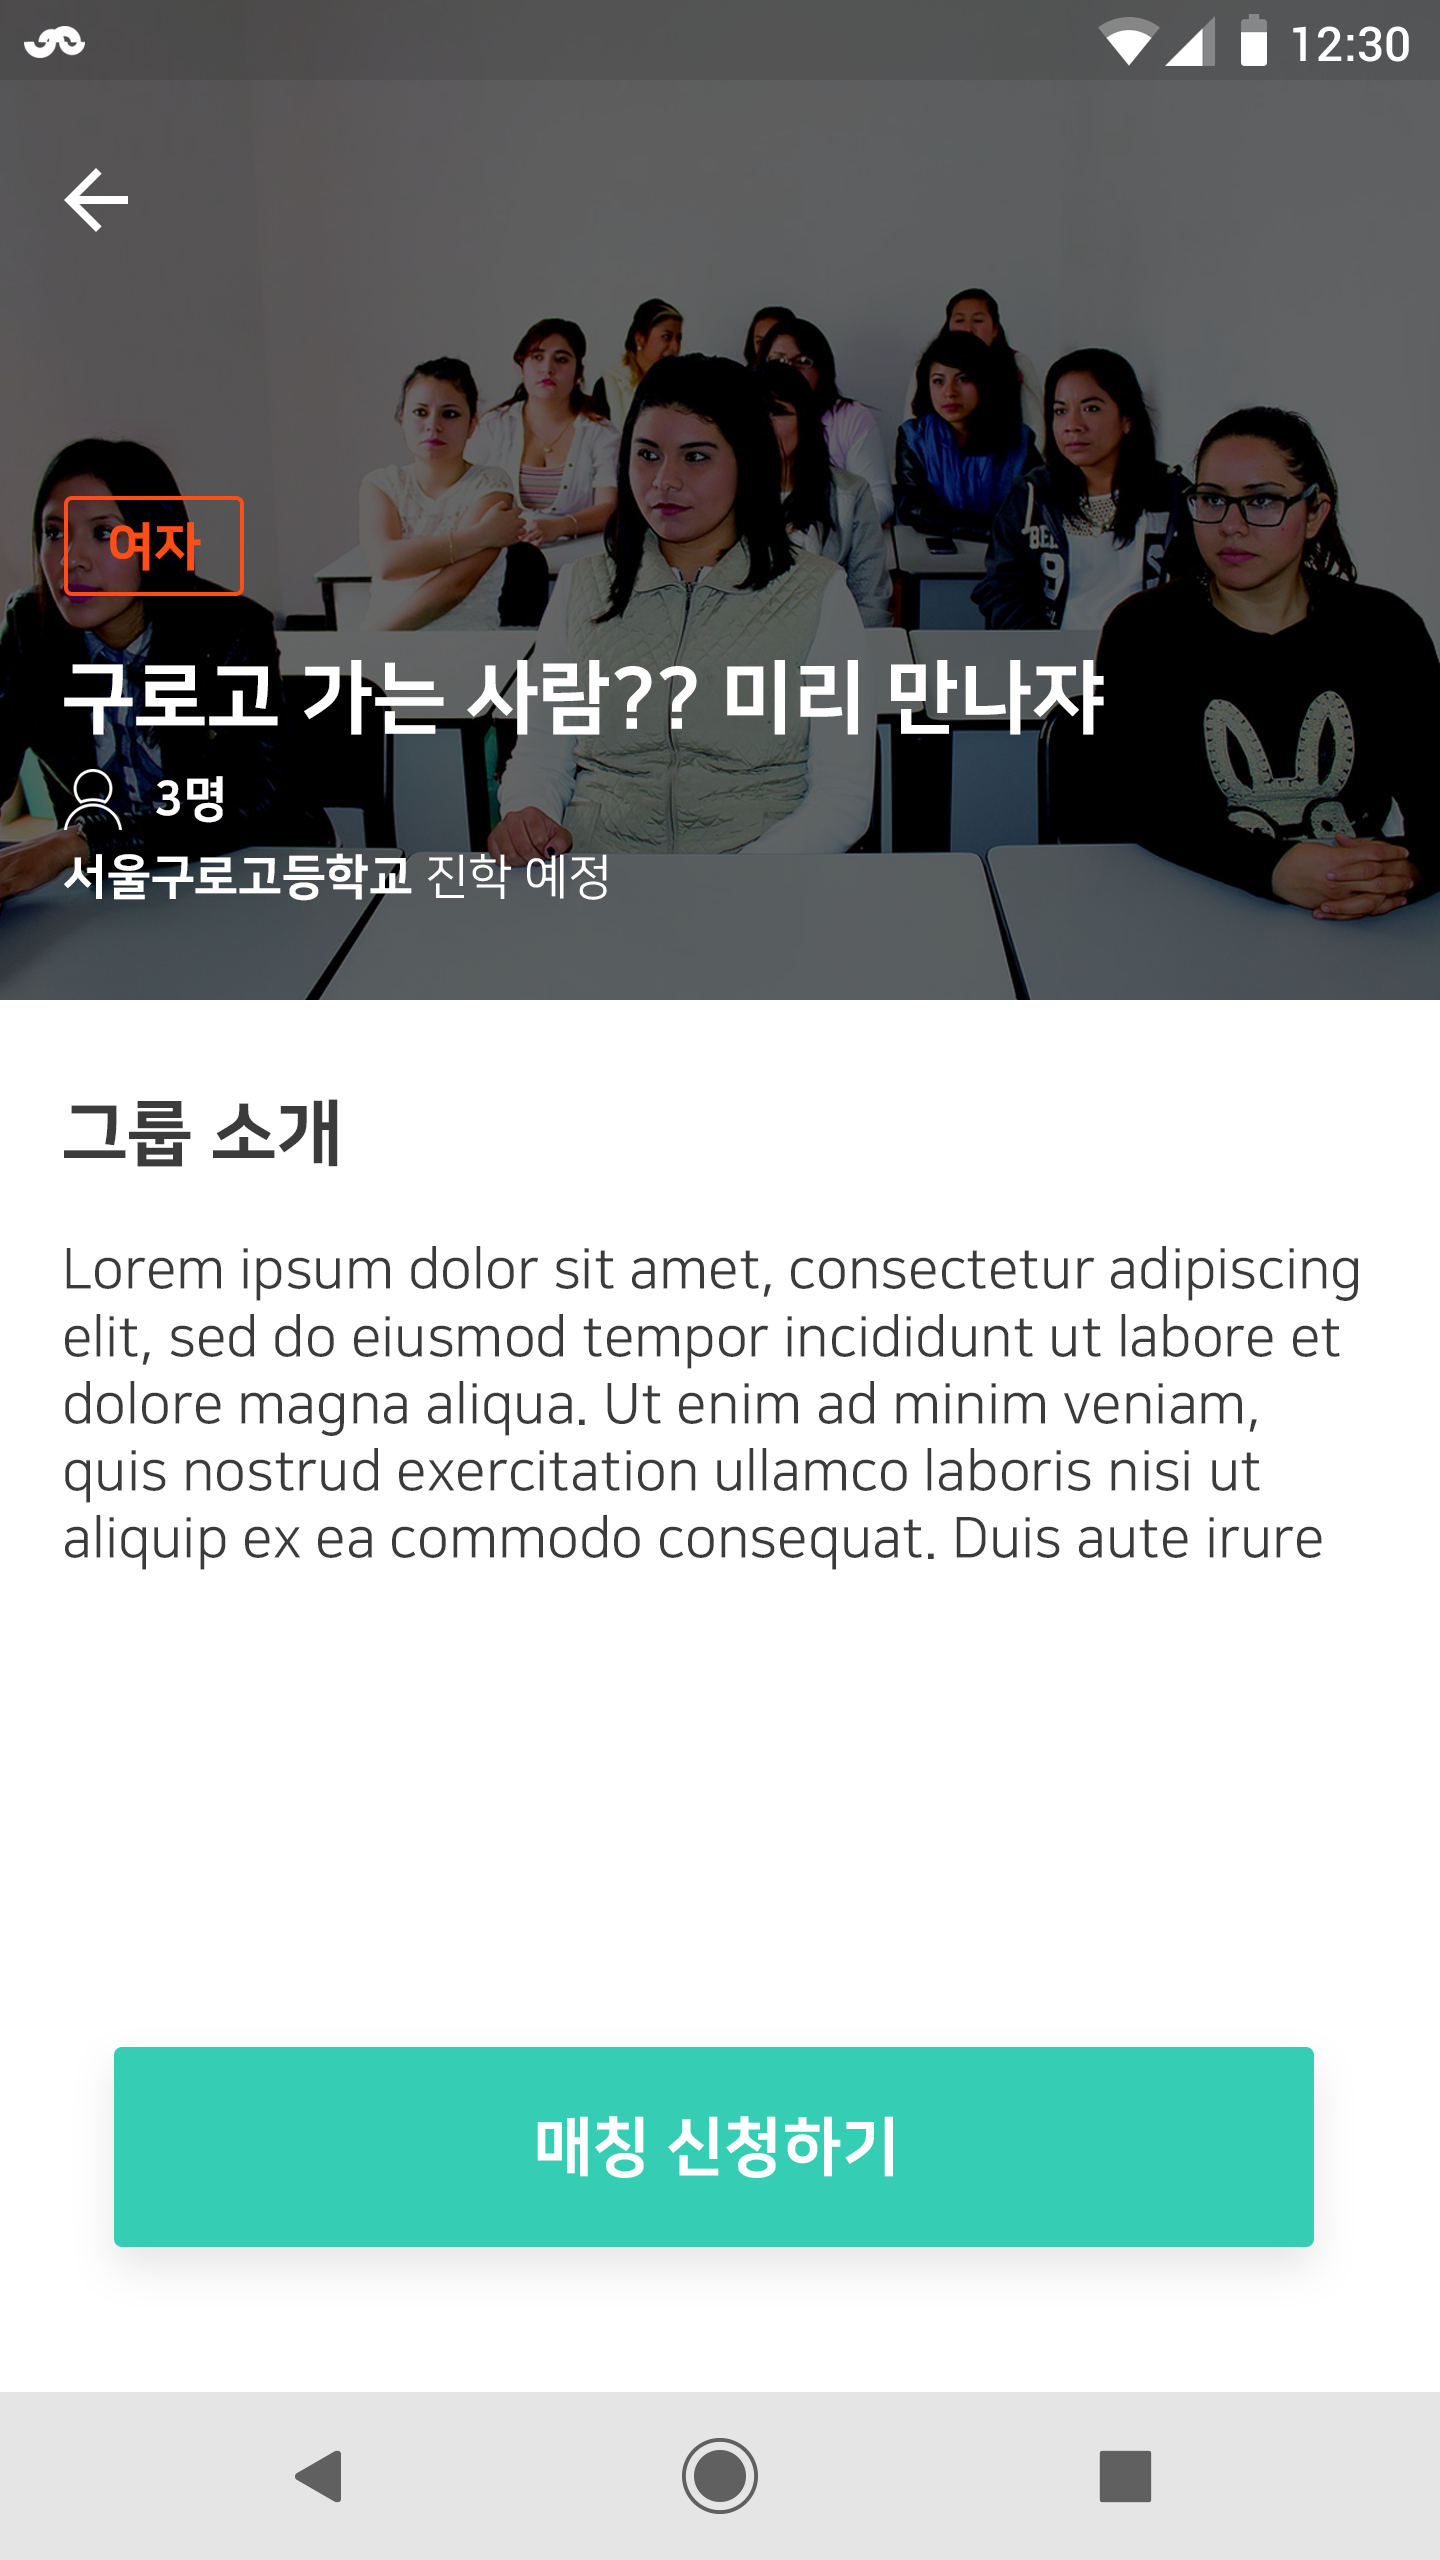 12:30
여자
구로고 가는 사람?? 미리 만나쟈
3명
서울구로고등학교 진학 예정
그룹 소개
Lorem ipsum dolor sit amet, consectetur adipiscing
elit, sed do eiusmod tempor incididunt ut labore et
dolore magna aliqua. Ut enim ad minim veniam,
quis nostrud exercitation ullamco laboris nisi ut
aliquip ex ea commodo consequat. Duis aute irure
매칭 신청하기